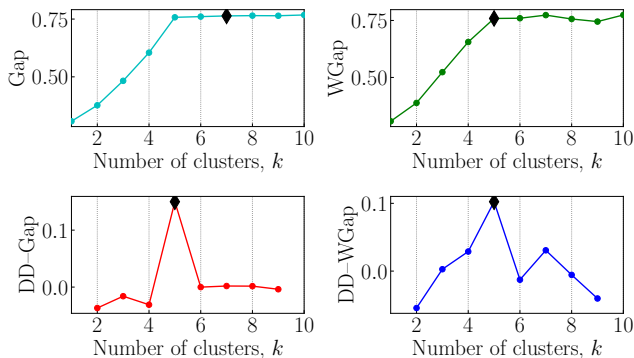 0.75
0.50
Gap
2 4 6 8 10
Number of clusters, k
0.75
0.50
WGap
2 4 6 8 10
Number of clusters, k
0.1
0.0
DD–Gap
2 4 6 8 10
Number of clusters, k
0.1
0.0
DD–WGap
2 4 6 8 10
Number of clusters, k